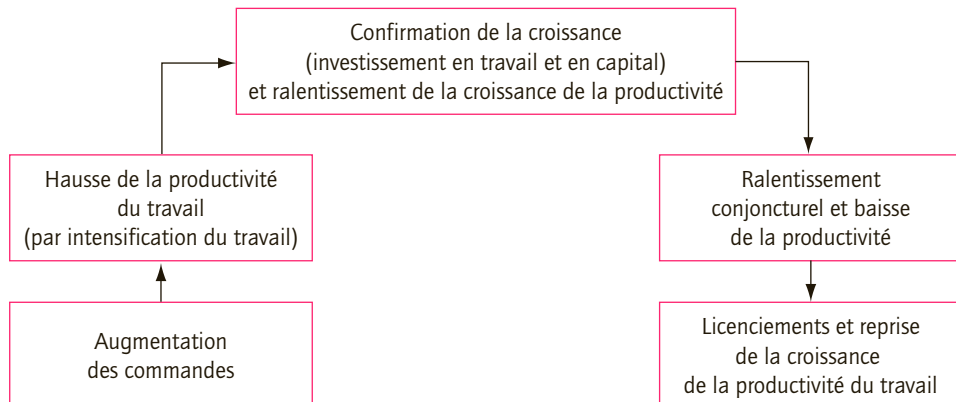 Confirmation de la croissance
(investissement en travail et en capital)
et ralentissement de la croissance de la productivité
Hausse de la productivité
du travail
(par intensification du travail)
Ralentissement
conjoncturel et baisse
de la productivité
Augmentation
des commandes
Licenciements et reprise
de la croissance
de la productivité du travail